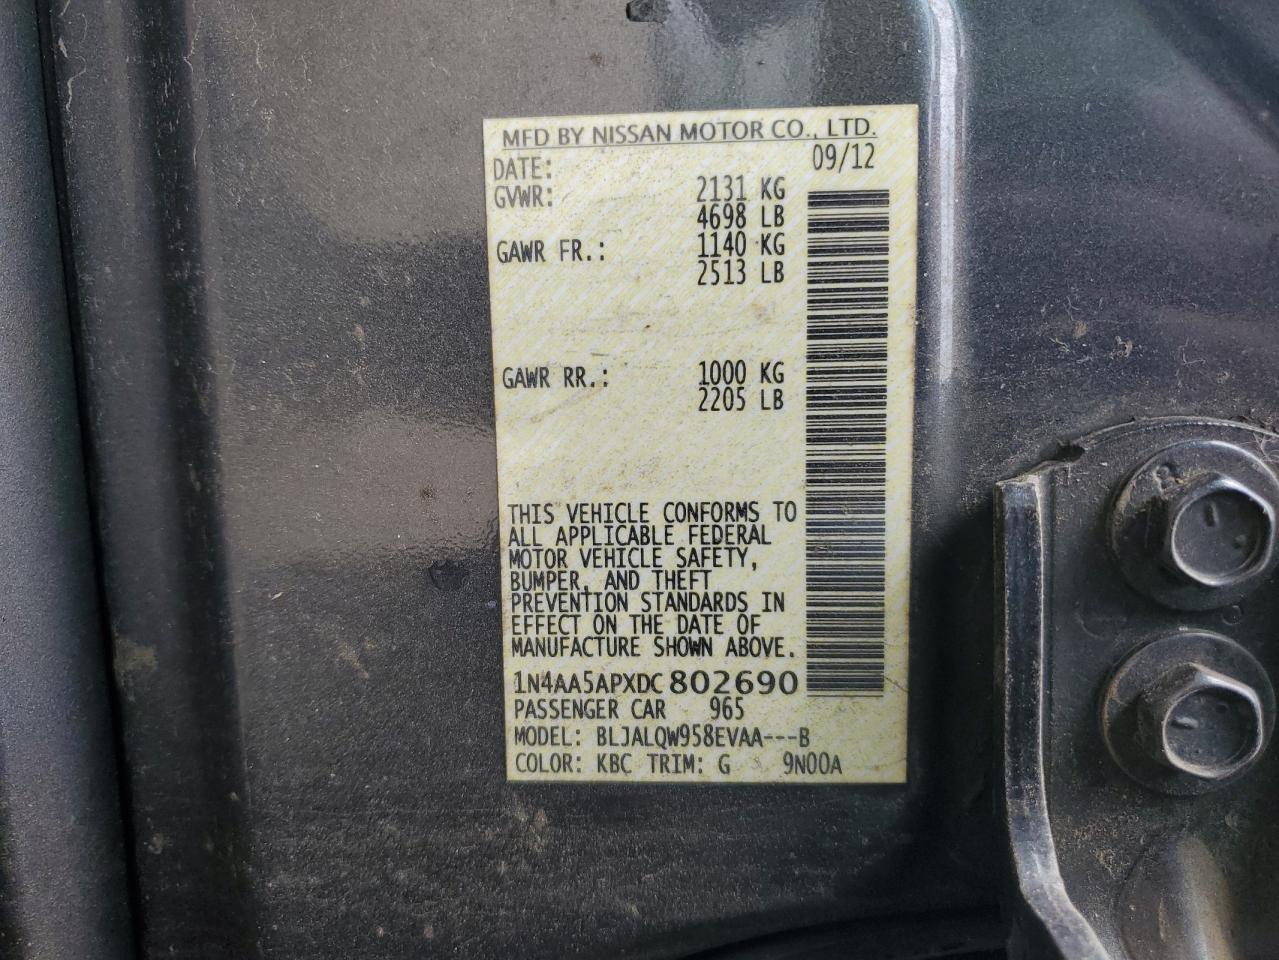 MFD BY NISSAN MOTOR CO., LTD.
DATE: 09/12
GVWR: 2131 KG
4698 LB
GAWR FR.: 1140 KG
2513 LB
GAWR RR.: 1000 KG
2205 LB
THIS VEHICLE CONFORMS TO
ALL APPLICABLE FEDERAL
MOTOR VEHICLE SAFETY,
BUMPER, AND THEFT
PREVENTION STANDARDS IN
EFFECT ON THE DATE OF
MANUFACTURE SHOWN ABOVE.
1N4AA5APXDC802690
PASSENGER CAR 965
MODEL: BLJALQW958EVAA---B
COLOR: KBC TRIM: G 9N00A